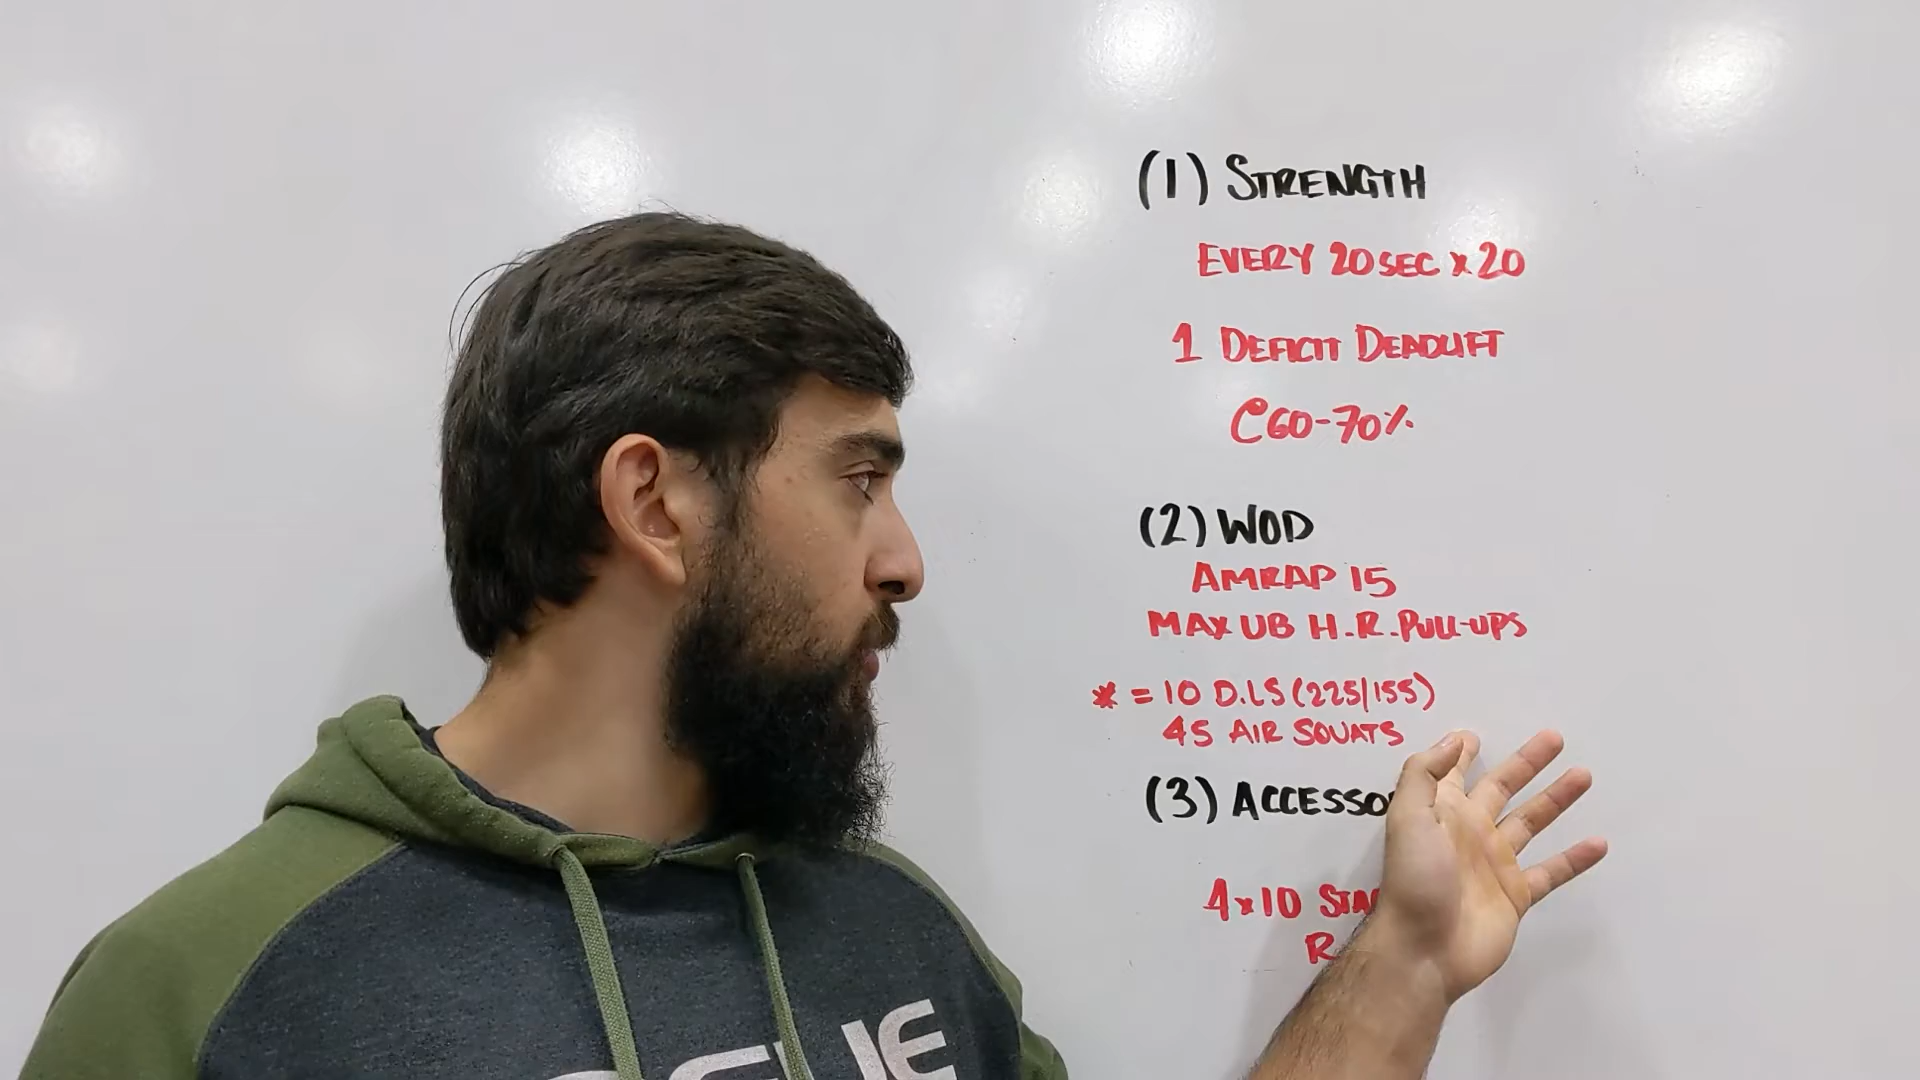 (1) STRENGTH
EVERY 20 SEC x 20
1 DEFICIT DEADLIFT
@ 60-70%
(2) WOD
AMRAP 15
MAX UB H.R. PULL-UPS
* = 10 D.LS (225/155)
45 AIR SQUATS
(3)
4x10